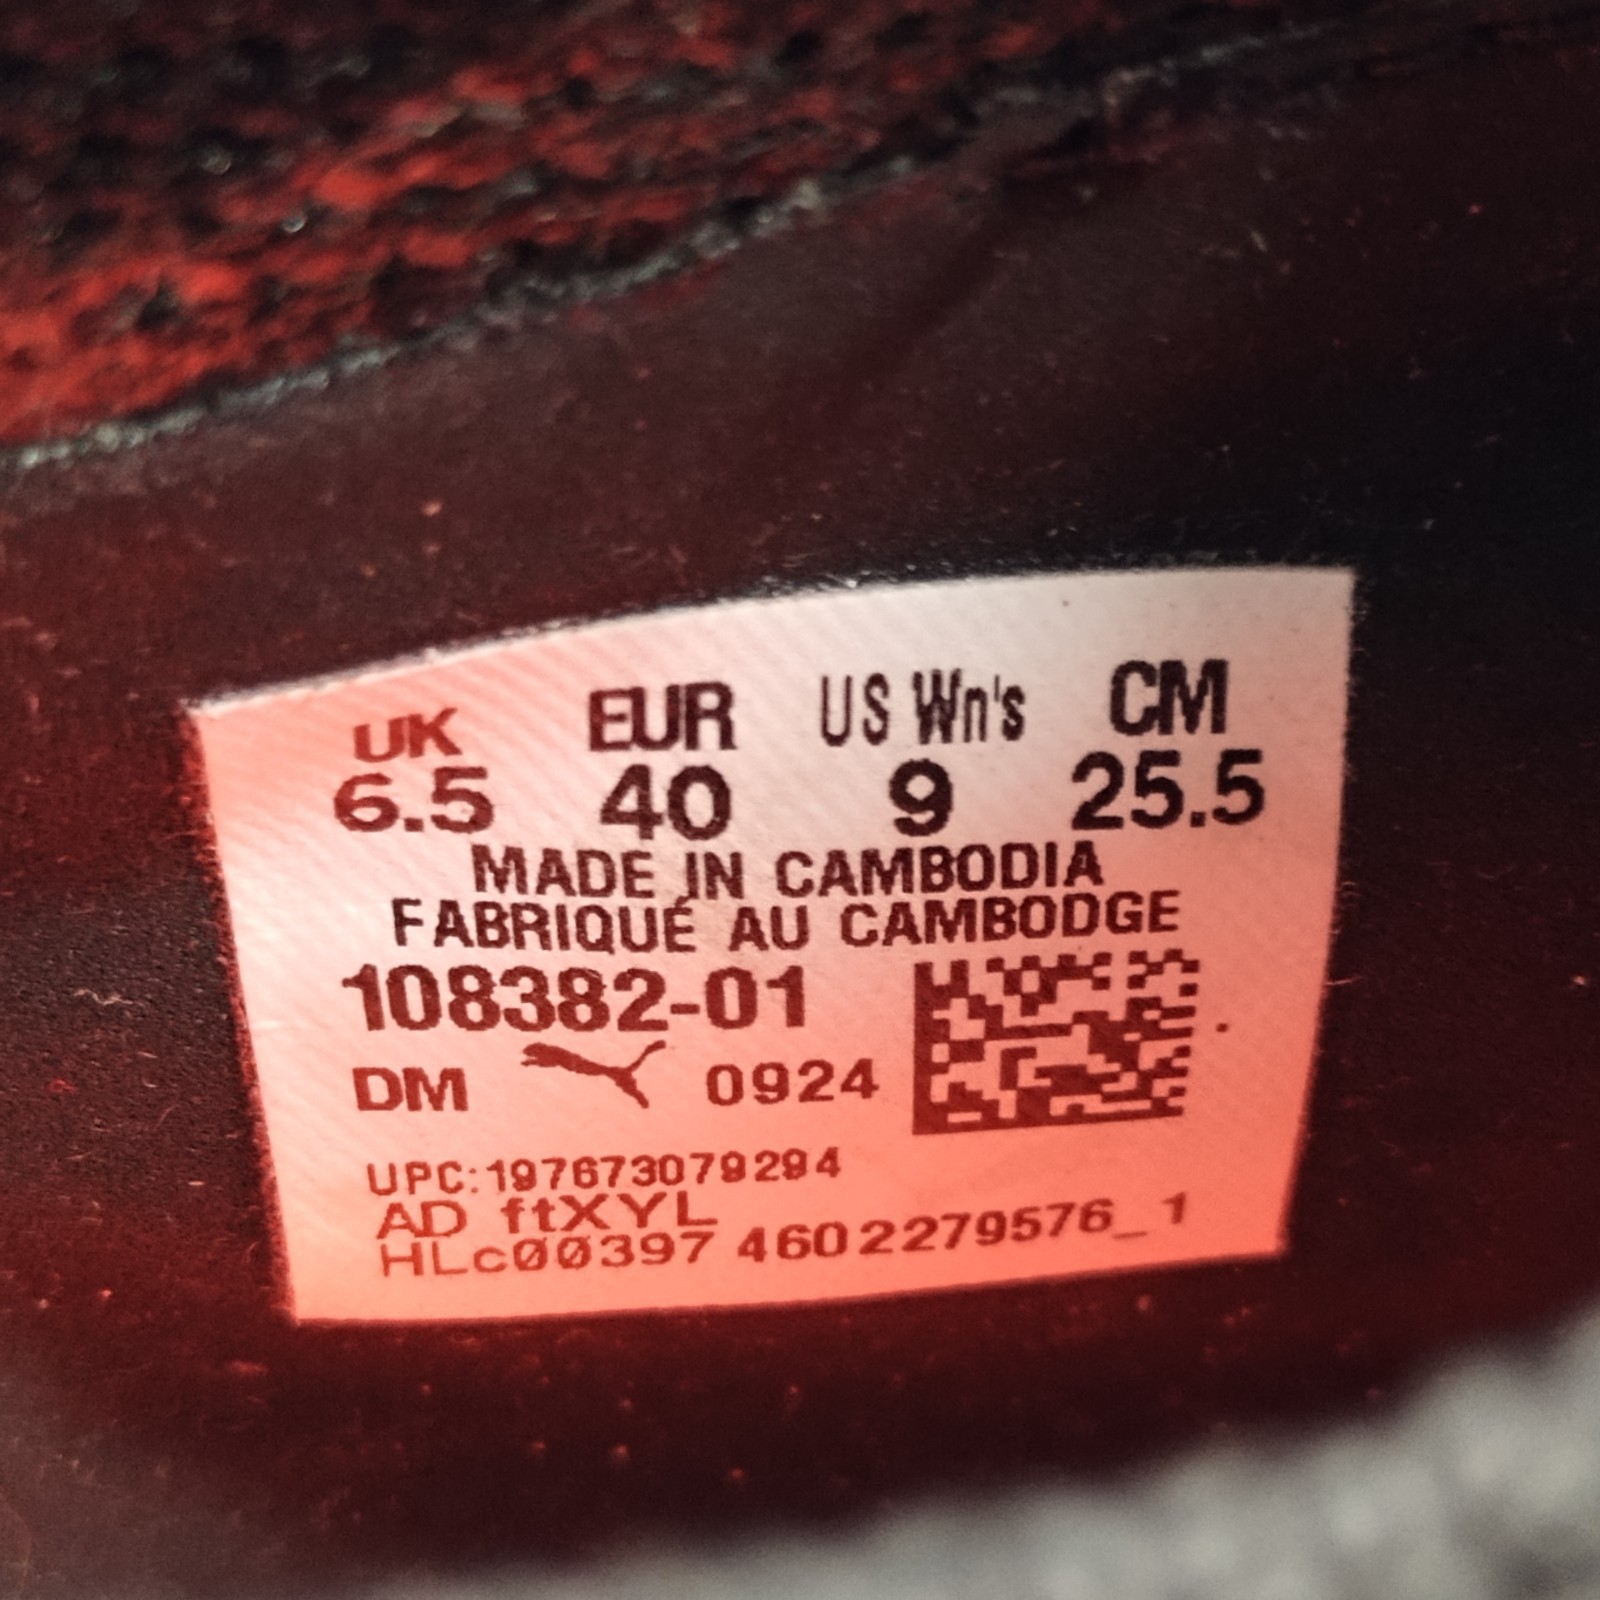 UK EUR US Wn's CM
6.5 40 9 25.5
MADE IN CAMBODIA
FABRIQUÉ AU CAMBODGE
108382-01
DM 0924
UPC:197673079294
AD ftXYL
HLc00397 4602279576_1